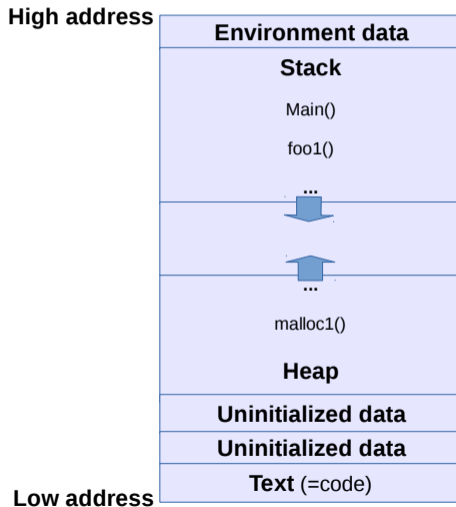 High address
Environment data
Stack
Main()
foo1()
...
...
malloc1()
Heap
Uninitialized data
Uninitialized data
Text (=code)
Low address